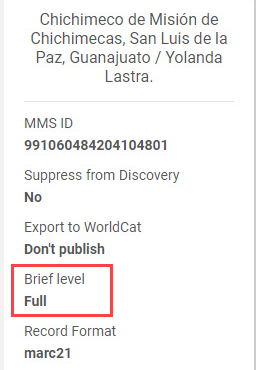 Chichimeco de Misión de
Chichimecas, San Luis de la
Paz, Guanajuato / Yolanda
Lastra.
MMS ID
991060484204104801
Suppress from Discovery
No
Export to WorldCat
Don't publish
Brief level
Full
Record Format
marc21